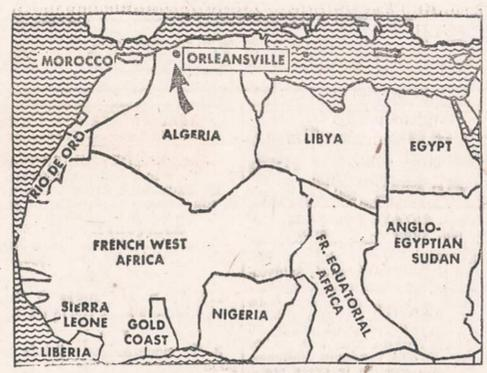 MOROCCO
ORLEANSVILLE
ALGERIA
LIBYA
EGYPT
RIO DE ORO
FRENCH WEST
AFRICA
FR. EQUATORIAL
AFRICA
ANGLO-
EGYPTIAN
SUDAN
SIERRA
LEONE
GOLD
COAST
NIGERIA
LIBERIA